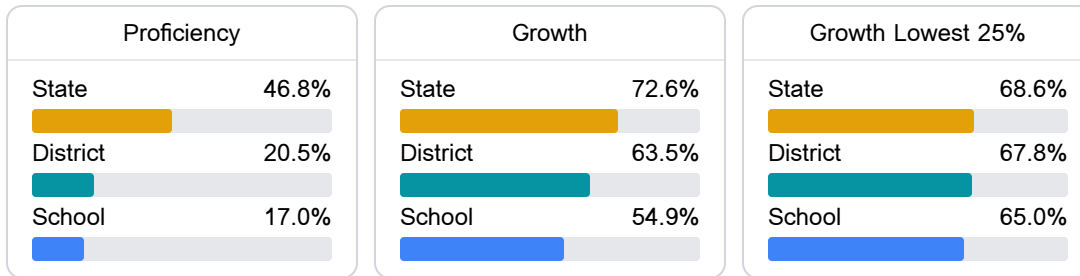 Proficiency
State 46.8%
District 20.5%
School 17.0%
Growth
State 72.6%
District 63.5%
School 54.9%
Growth Lowest 25%
State 68.6%
District 67.8%
School 65.0%